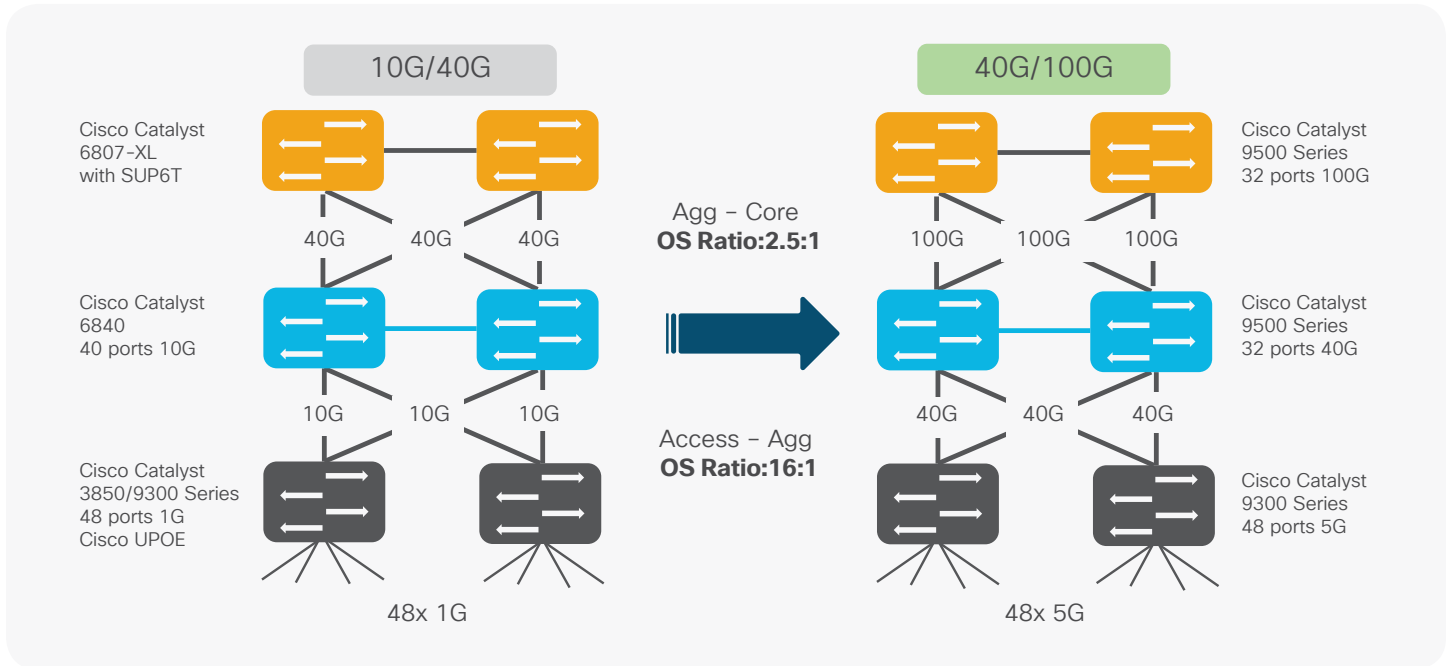 10G/40G
40G/100G
Cisco Catalyst
6807-XL
with SUP6T
Cisco Catalyst
9500 Series
32 ports 100G
Agg – Core
OS Ratio:2.5:1
40G
40G
40G
100G
100G
100G
Cisco Catalyst
6840
40 ports 10G
Cisco Catalyst
9500 Series
32 ports 40G
10G
10G
10G
40G
40G
40G
Access – Agg
OS Ratio:16:1
Cisco Catalyst
3850/9300 Series
48 ports 1G
Cisco UPOE
Cisco Catalyst
9300 Series
48 ports 5G
48x 1G
48x 5G